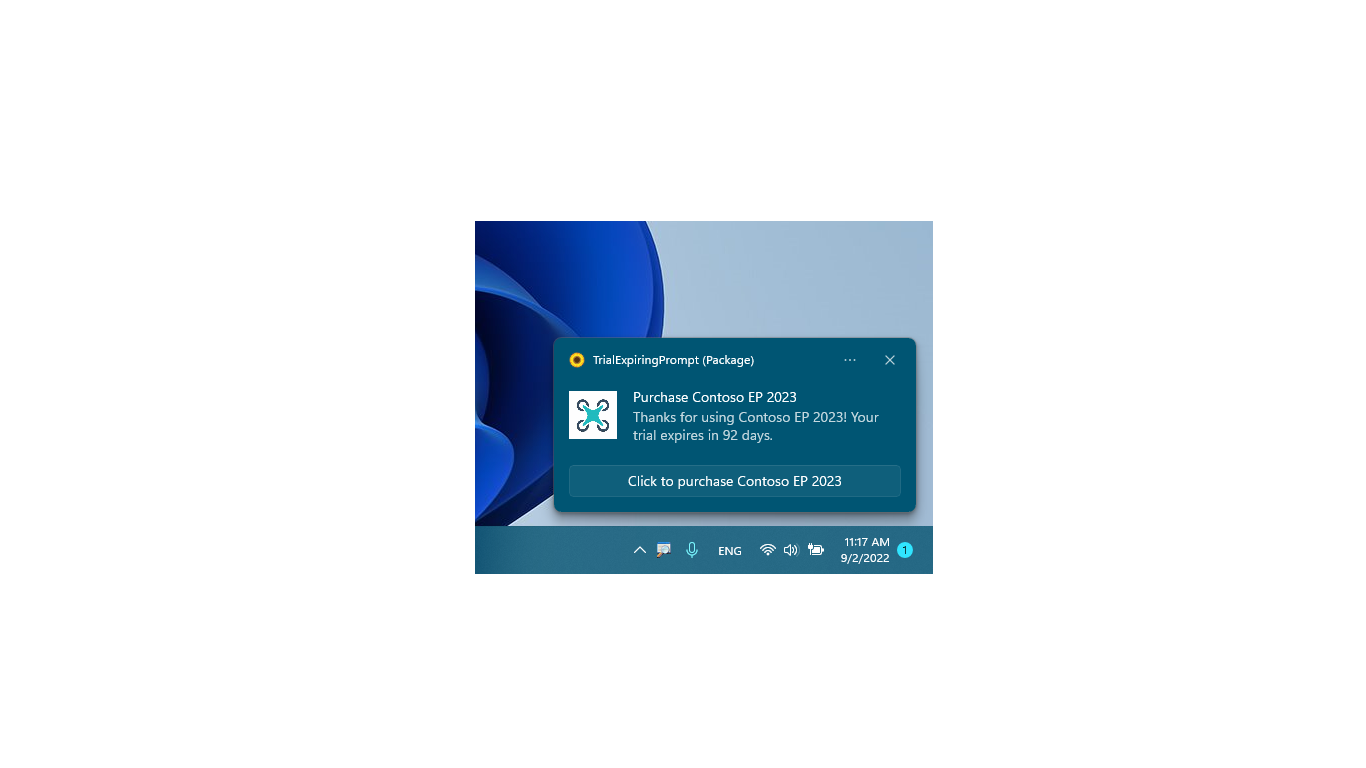 TrialExpiringPrompt (Package)
Purchase Contoso EP 2023
Thanks for using Contoso EP 2023! Your
trial expires in 92 days.
Click to purchase Contoso EP 2023
ENG
11:17 AM
9/2/2022
1